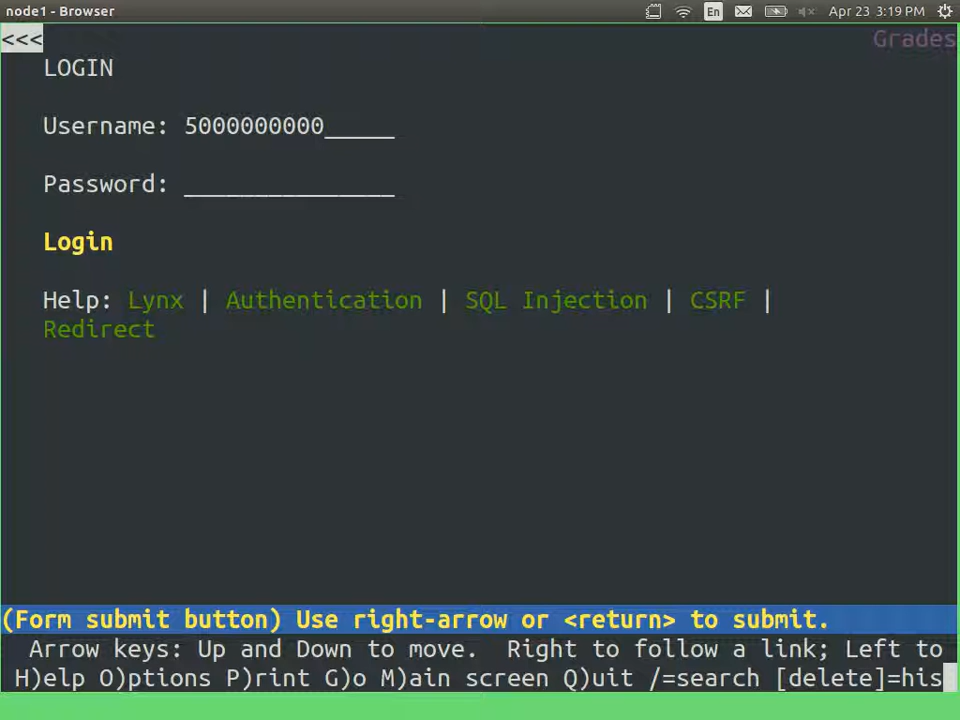 node1 - Browser
En
Apr 23 3:19 PM
<<<
Grades
LOGIN
Username: 5000000000_____
Password: _______________
Login
Help: Lynx | Authentication | SQL Injection | CSRF |
Redirect
(Form submit button) Use right-arrow or <return> to submit.
Arrow keys: Up and Down to move.  Right to follow a link; Left to
H)elp O)ptions P)rint G)o M)ain screen Q)uit /=search [delete]=his